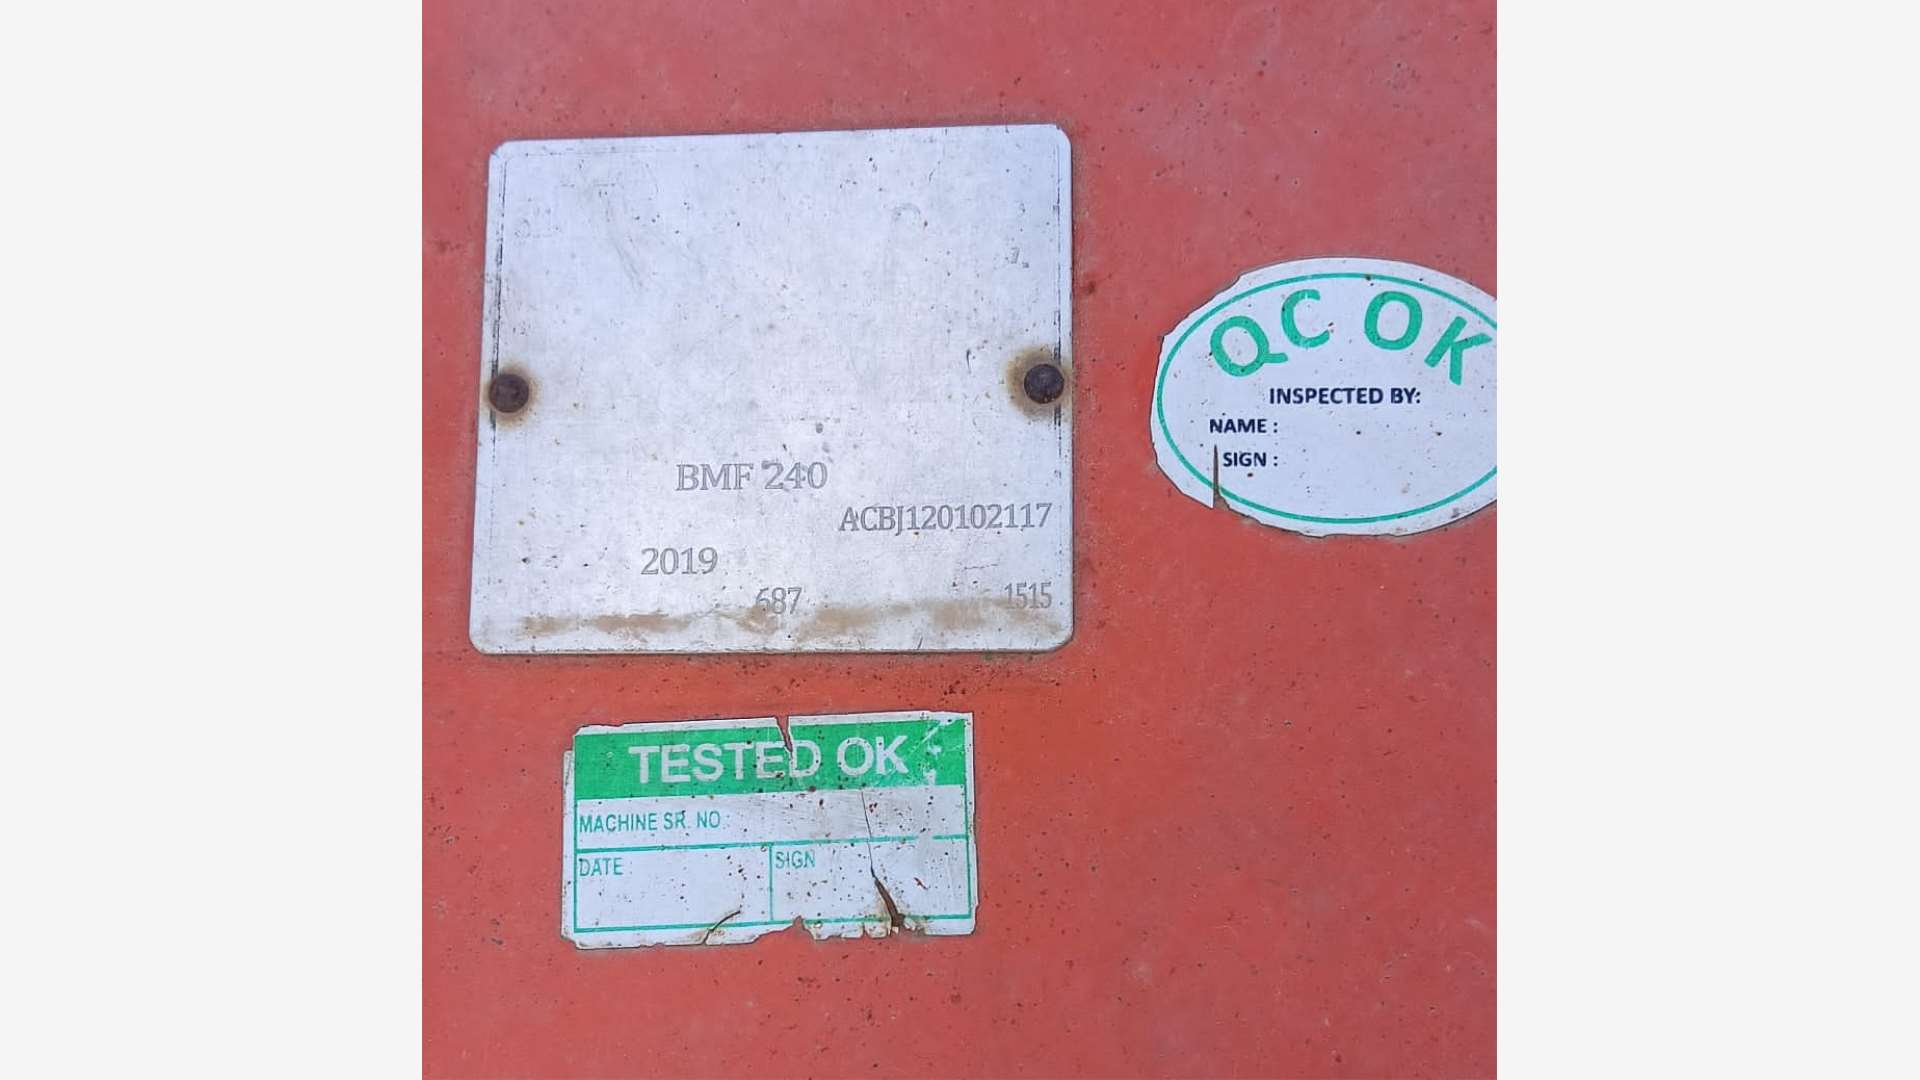 BMF 240
ACBJ120102117
2019
687
1515
QC OK
INSPECTED BY:
NAME :
SIGN :
TESTED OK
MACHINE SR. NO :
DATE
SIGN